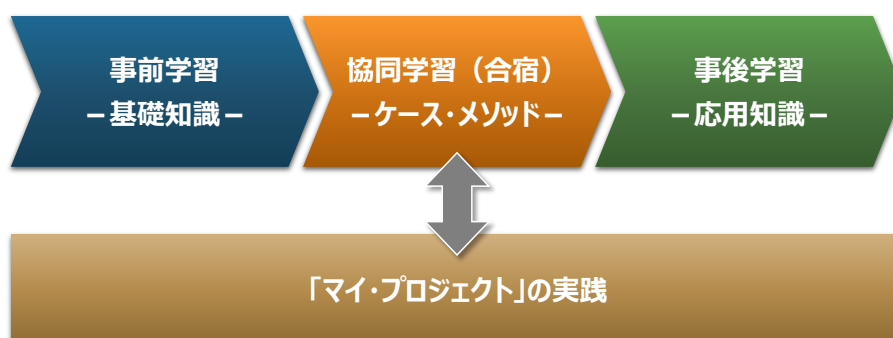 事前学習
－基礎知識－
協同学習（合宿）
－ケース・メソッド－
事後学習
－応用知識－
「マイ・プロジェクト」の実践